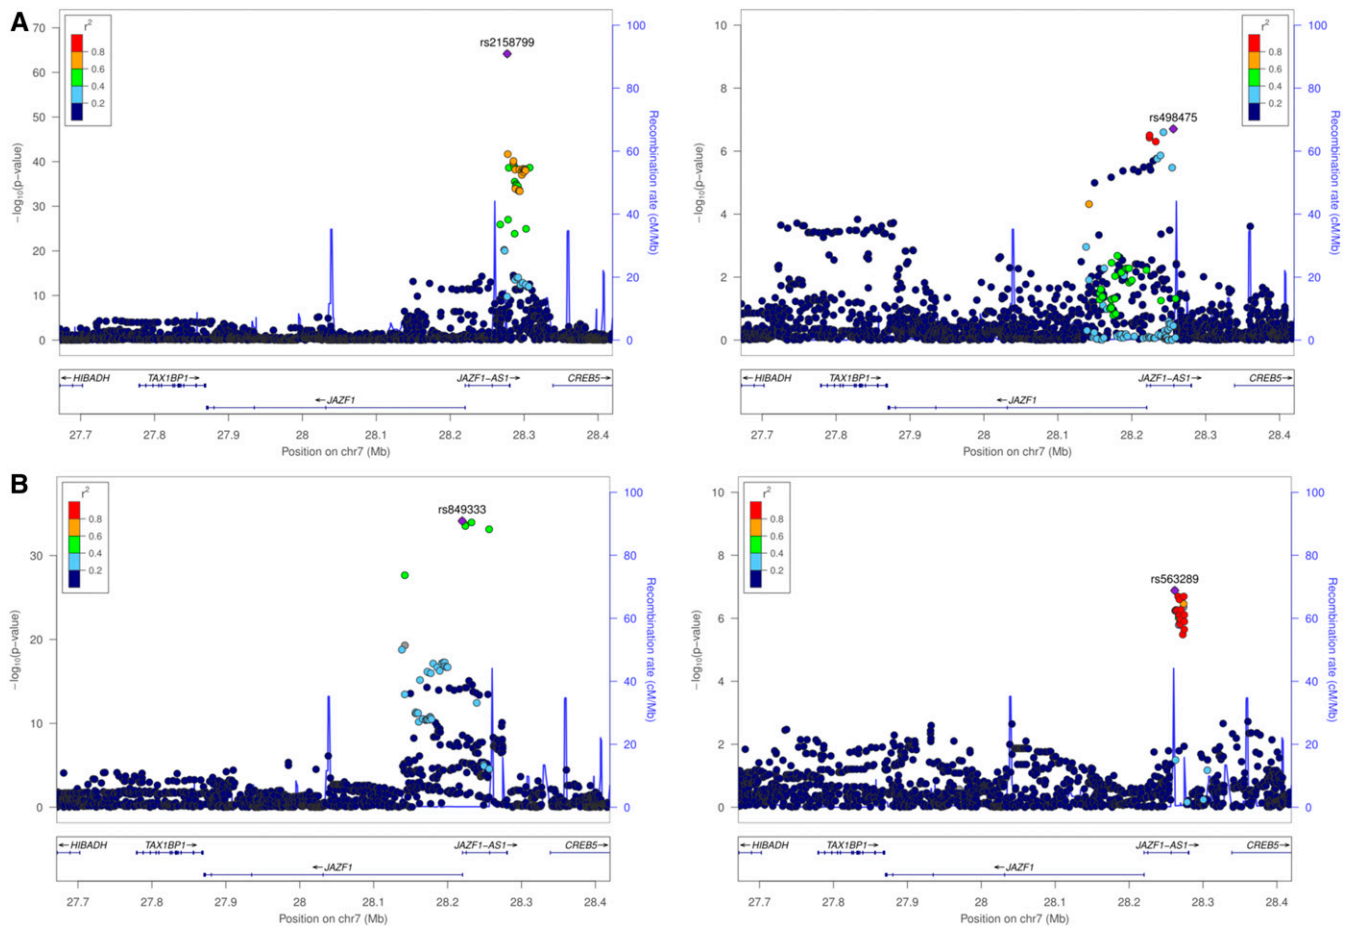 A
r²
0.8
0.6
0.4
0.2
rs2158799
70
60
50
40
30
20
10
0
−log₁₀(p−value)
100
80
60
40
20
0
Recombination rate (cM/Mb)
←HIBADH
TAX1BP1→
JAZF1−AS1→
CREB5→
←JAZF1
27.7
27.8
27.9
28
28.1
28.2
28.3
28.4
Position on chr7 (Mb)
r²
0.8
0.6
0.4
0.2
rs498475
10
8
6
4
2
0
−log₁₀(p−value)
100
80
60
40
20
0
Recombination rate (cM/Mb)
←HIBADH
TAX1BP1→
JAZF1−AS1→
CREB5→
←JAZF1
27.7
27.8
27.9
28
28.1
28.2
28.3
28.4
Position on chr7 (Mb)
B
r²
0.8
0.6
0.4
0.2
rs849333
30
20
10
0
−log₁₀(p−value)
100
80
60
40
20
0
Recombination rate (cM/Mb)
←HIBADH
TAX1BP1→
JAZF1−AS1→
CREB5→
←JAZF1
27.7
27.8
27.9
28
28.1
28.2
28.3
28.4
Position on chr7 (Mb)
r²
0.8
0.6
0.4
0.2
rs563289
10
8
6
4
2
0
−log₁₀(p−value)
100
80
60
40
20
0
Recombination rate (cM/Mb)
←HIBADH
TAX1BP1→
JAZF1−AS1→
CREB5→
←JAZF1
27.7
27.8
27.9
28
28.1
28.2
28.3
28.4
Position on chr7 (Mb)